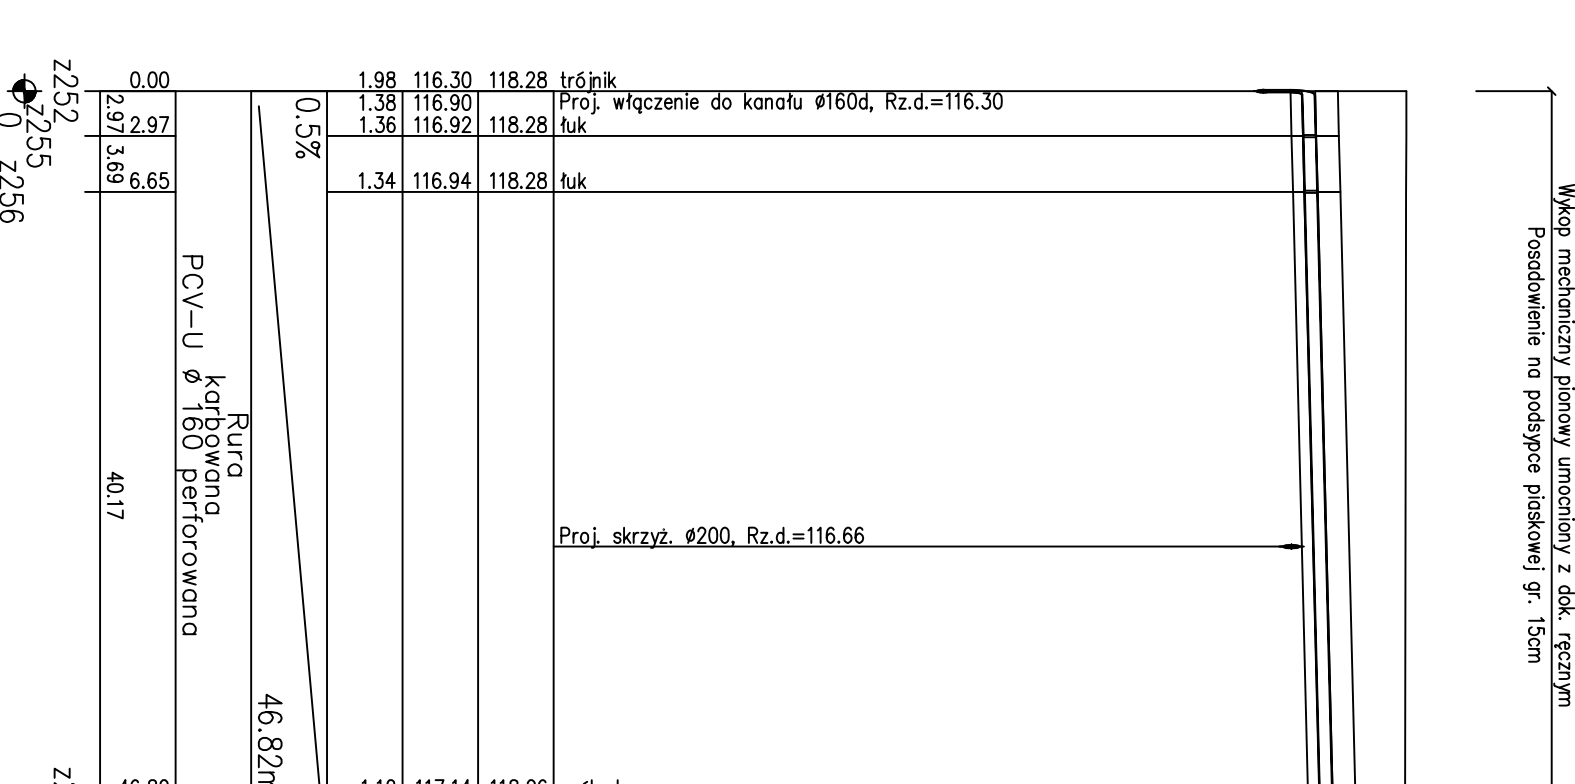 0.00 1.98 116.30 118.28 trójnik
1.38 116.90 Proj. włączenie do kanału ø160d, Rz.d.=116.30
2.97 1.36 116.92 118.28 łuk
6.65 1.34 116.94 118.28 łuk
Proj. skrzyż. ø200, Rz.d.=116.66
z252
z255
0 z256
2.97 3.69 40.17
PCV-U ø 160 perforowana
karbowana
Rura
46.82m
0.5%
Posadowienie na podsypce piaskowej gr. 15cm
Wykop mechaniczny pionowy umocniony z dok. ręcznym